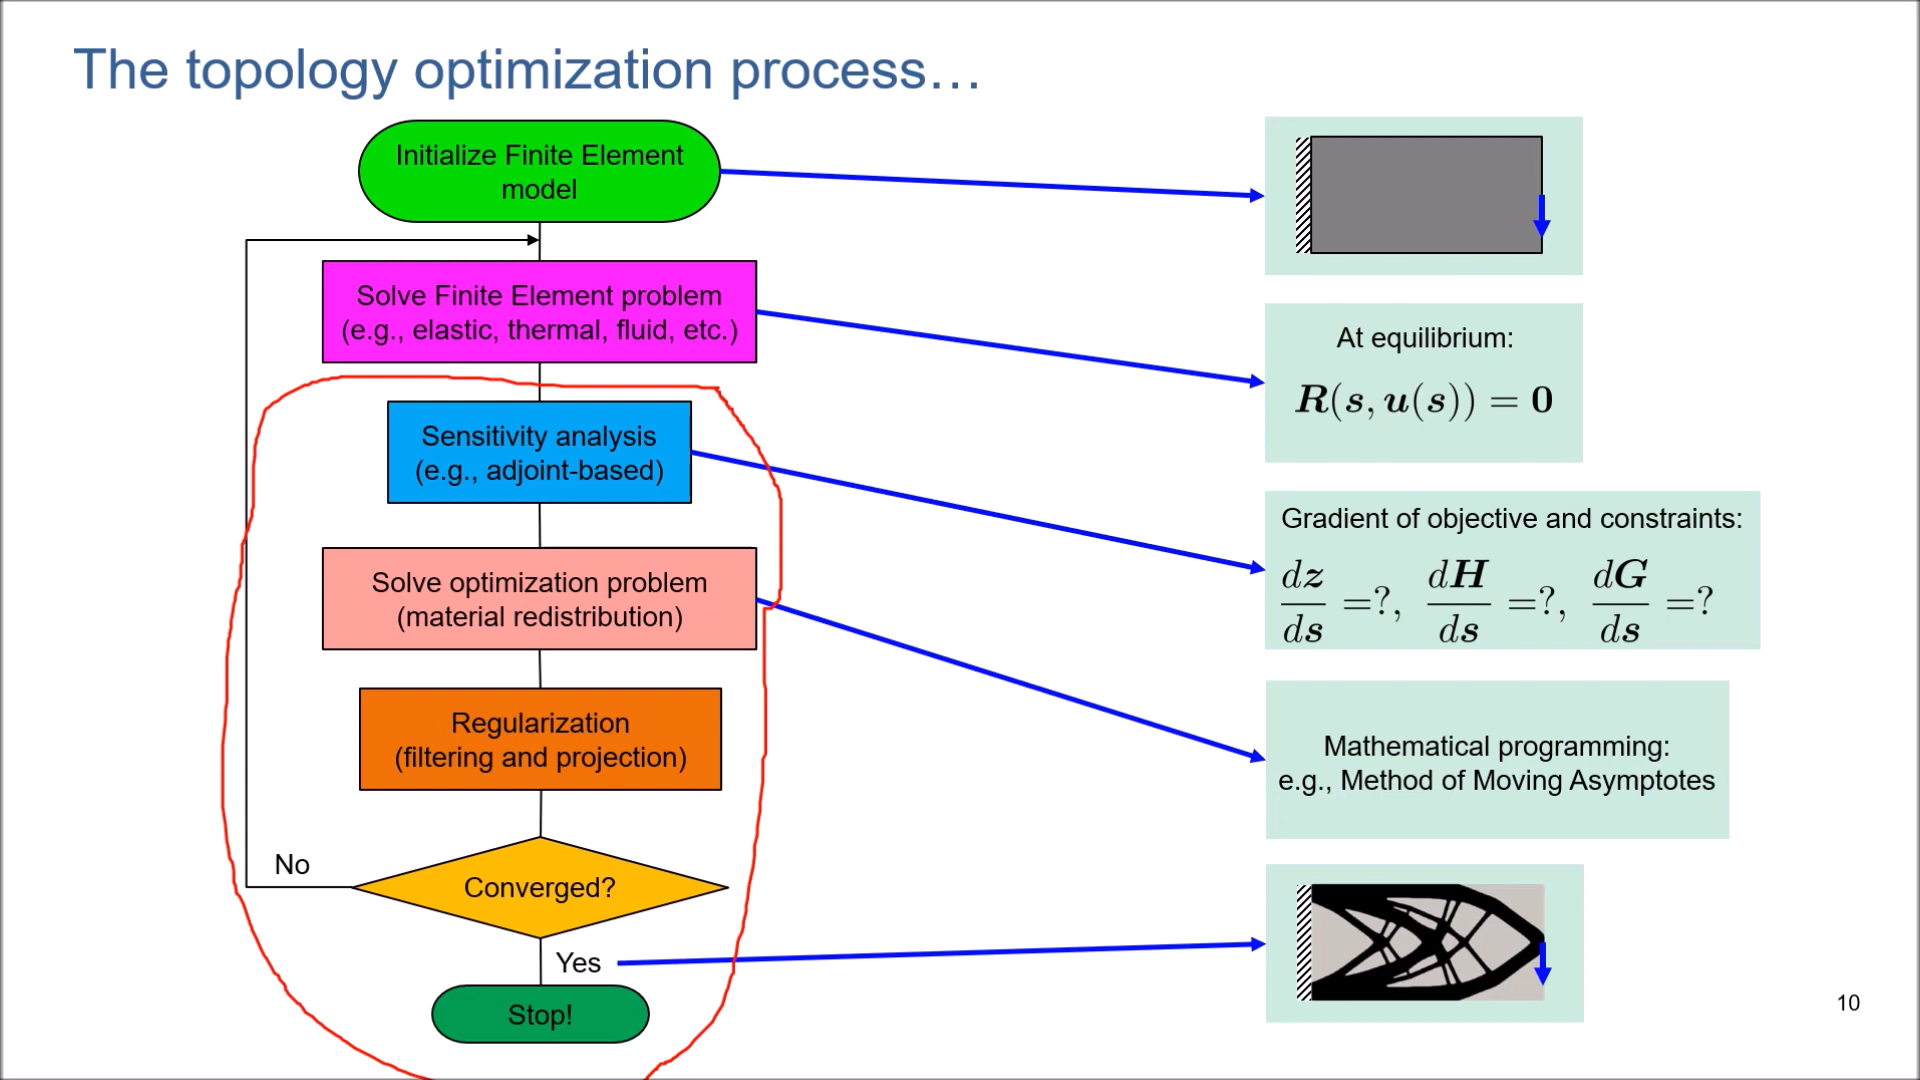 The topology optimization process…
Initialize Finite Element
model
Solve Finite Element problem
(e.g., elastic, thermal, fluid, etc.)
At equilibrium:
R(s, u(s)) = 0
Sensitivity analysis
(e.g., adjoint-based)
Gradient of objective and constraints:
dz/ds =?, dH/ds =?, dG/ds =?
Solve optimization problem
(material redistribution)
Regularization
(filtering and projection)
Mathematical programming:
e.g., Method of Moving Asymptotes
No
Converged?
Yes
Stop!
10